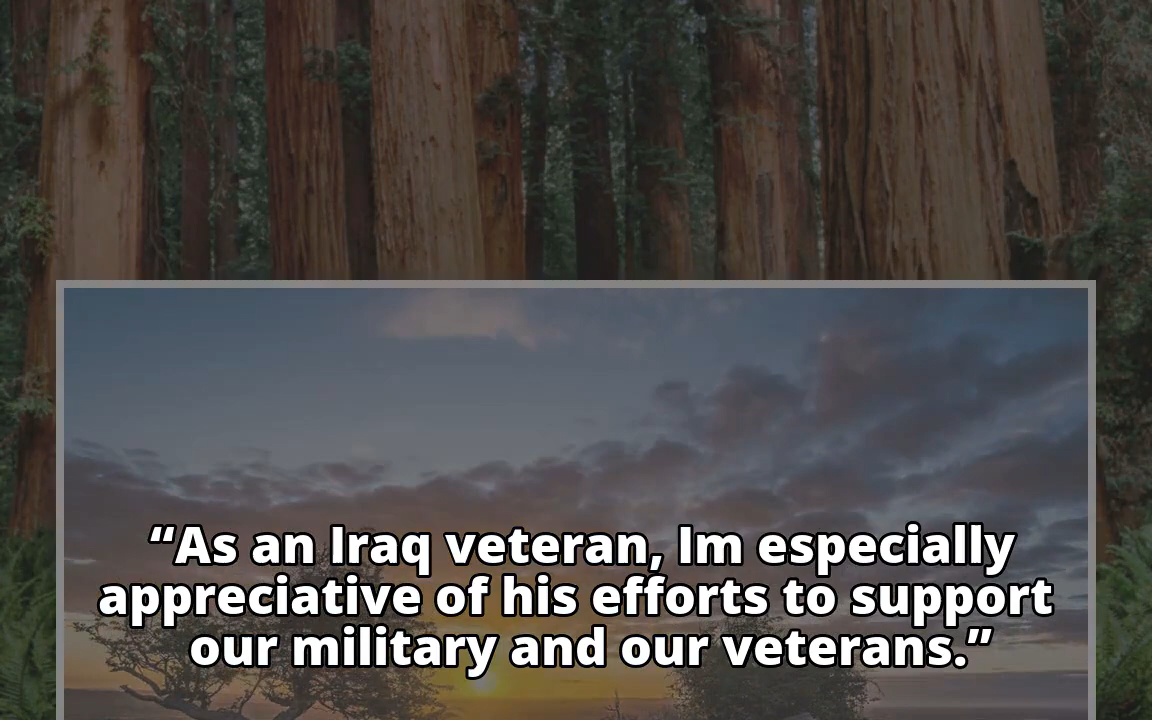 “As an Iraq veteran, Im especially
appreciative of his efforts to support
our military and our veterans.”